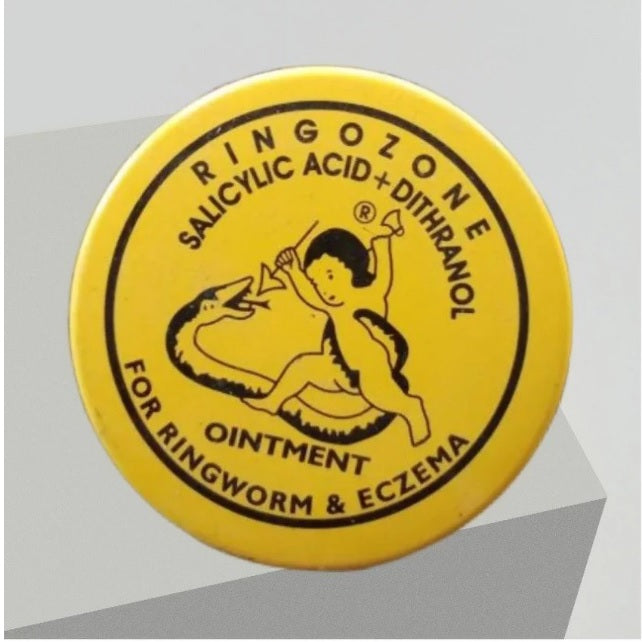 RINGOZONE
SALICYLIC ACID + DITHRANOL
®
OINTMENT
FOR RINGWORM & ECZEMA